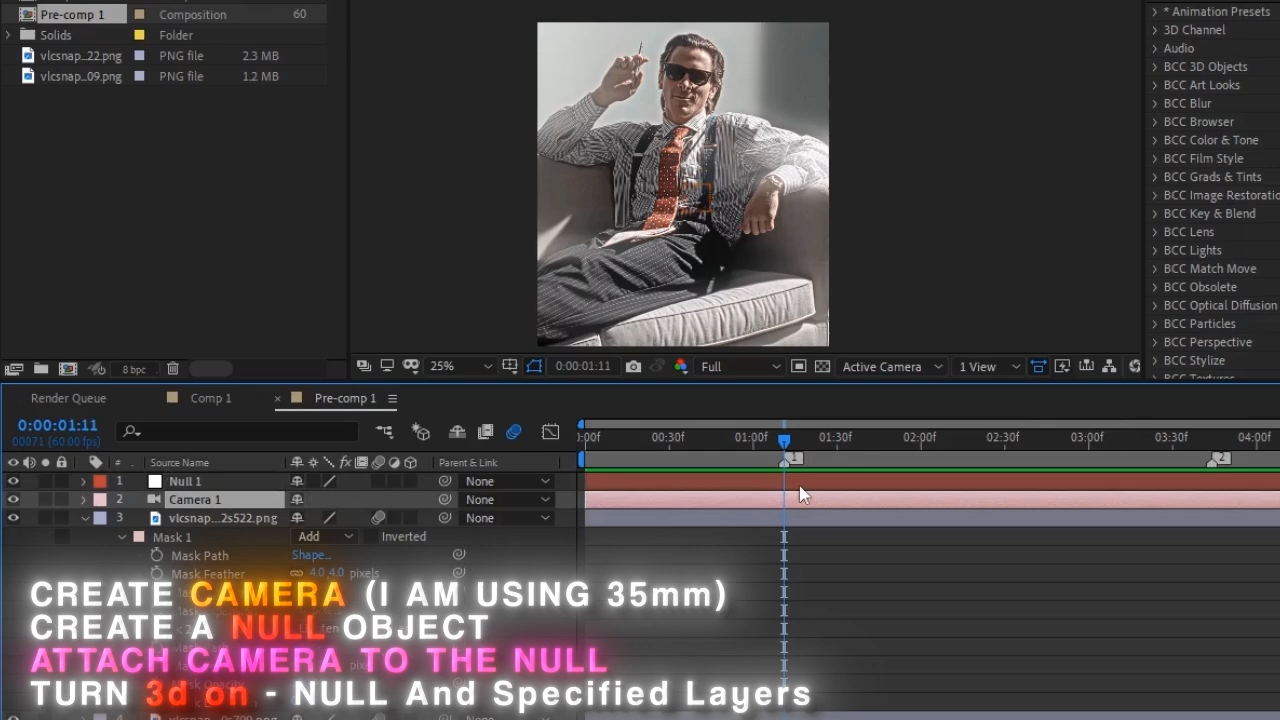 Pre-comp 1 Composition 60
Solids Folder
vlcsnap...22.png PNG file 2.3 MB
vlcsnap...09.png PNG file 1.2 MB
* Animation Presets
3D Channel
Audio
BCC 3D Objects
BCC Art Looks
BCC Blur
BCC Browser
BCC Color & Tone
BCC Film Style
BCC Grads & Tints
BCC Image Restoratio
BCC Key & Blend
BCC Lens
BCC Lights
BCC Match Move
BCC Obsolete
BCC Optical Diffusion
BCC Particles
BCC Perspective
BCC Stylize
BCC Textures
8 bpc
25% 0:00:01:11 Full Active Camera 1 View
Render Queue Comp 1 × Pre-comp 1
0:00:01:11
00071 (60.00 fps)
:00f 00:30f 01:00f 01:30f 02:00f 02:30f 03:00f 03:30f 04:00f
# . Source Name fx Parent & Link
1 2
1 Null 1 None
2 Camera 1 None
3 vlcsnap...2s522.png None
Mask 1 Add Inverted
Mask Path Shape...
Mask Feather 4.0,4.0 pixels
CREATE CAMERA (I AM USING 35mm)
CREATE A NULL OBJECT
ATTACH CAMERA TO THE NULL
TURN 3d on - NULL And Specified Layers